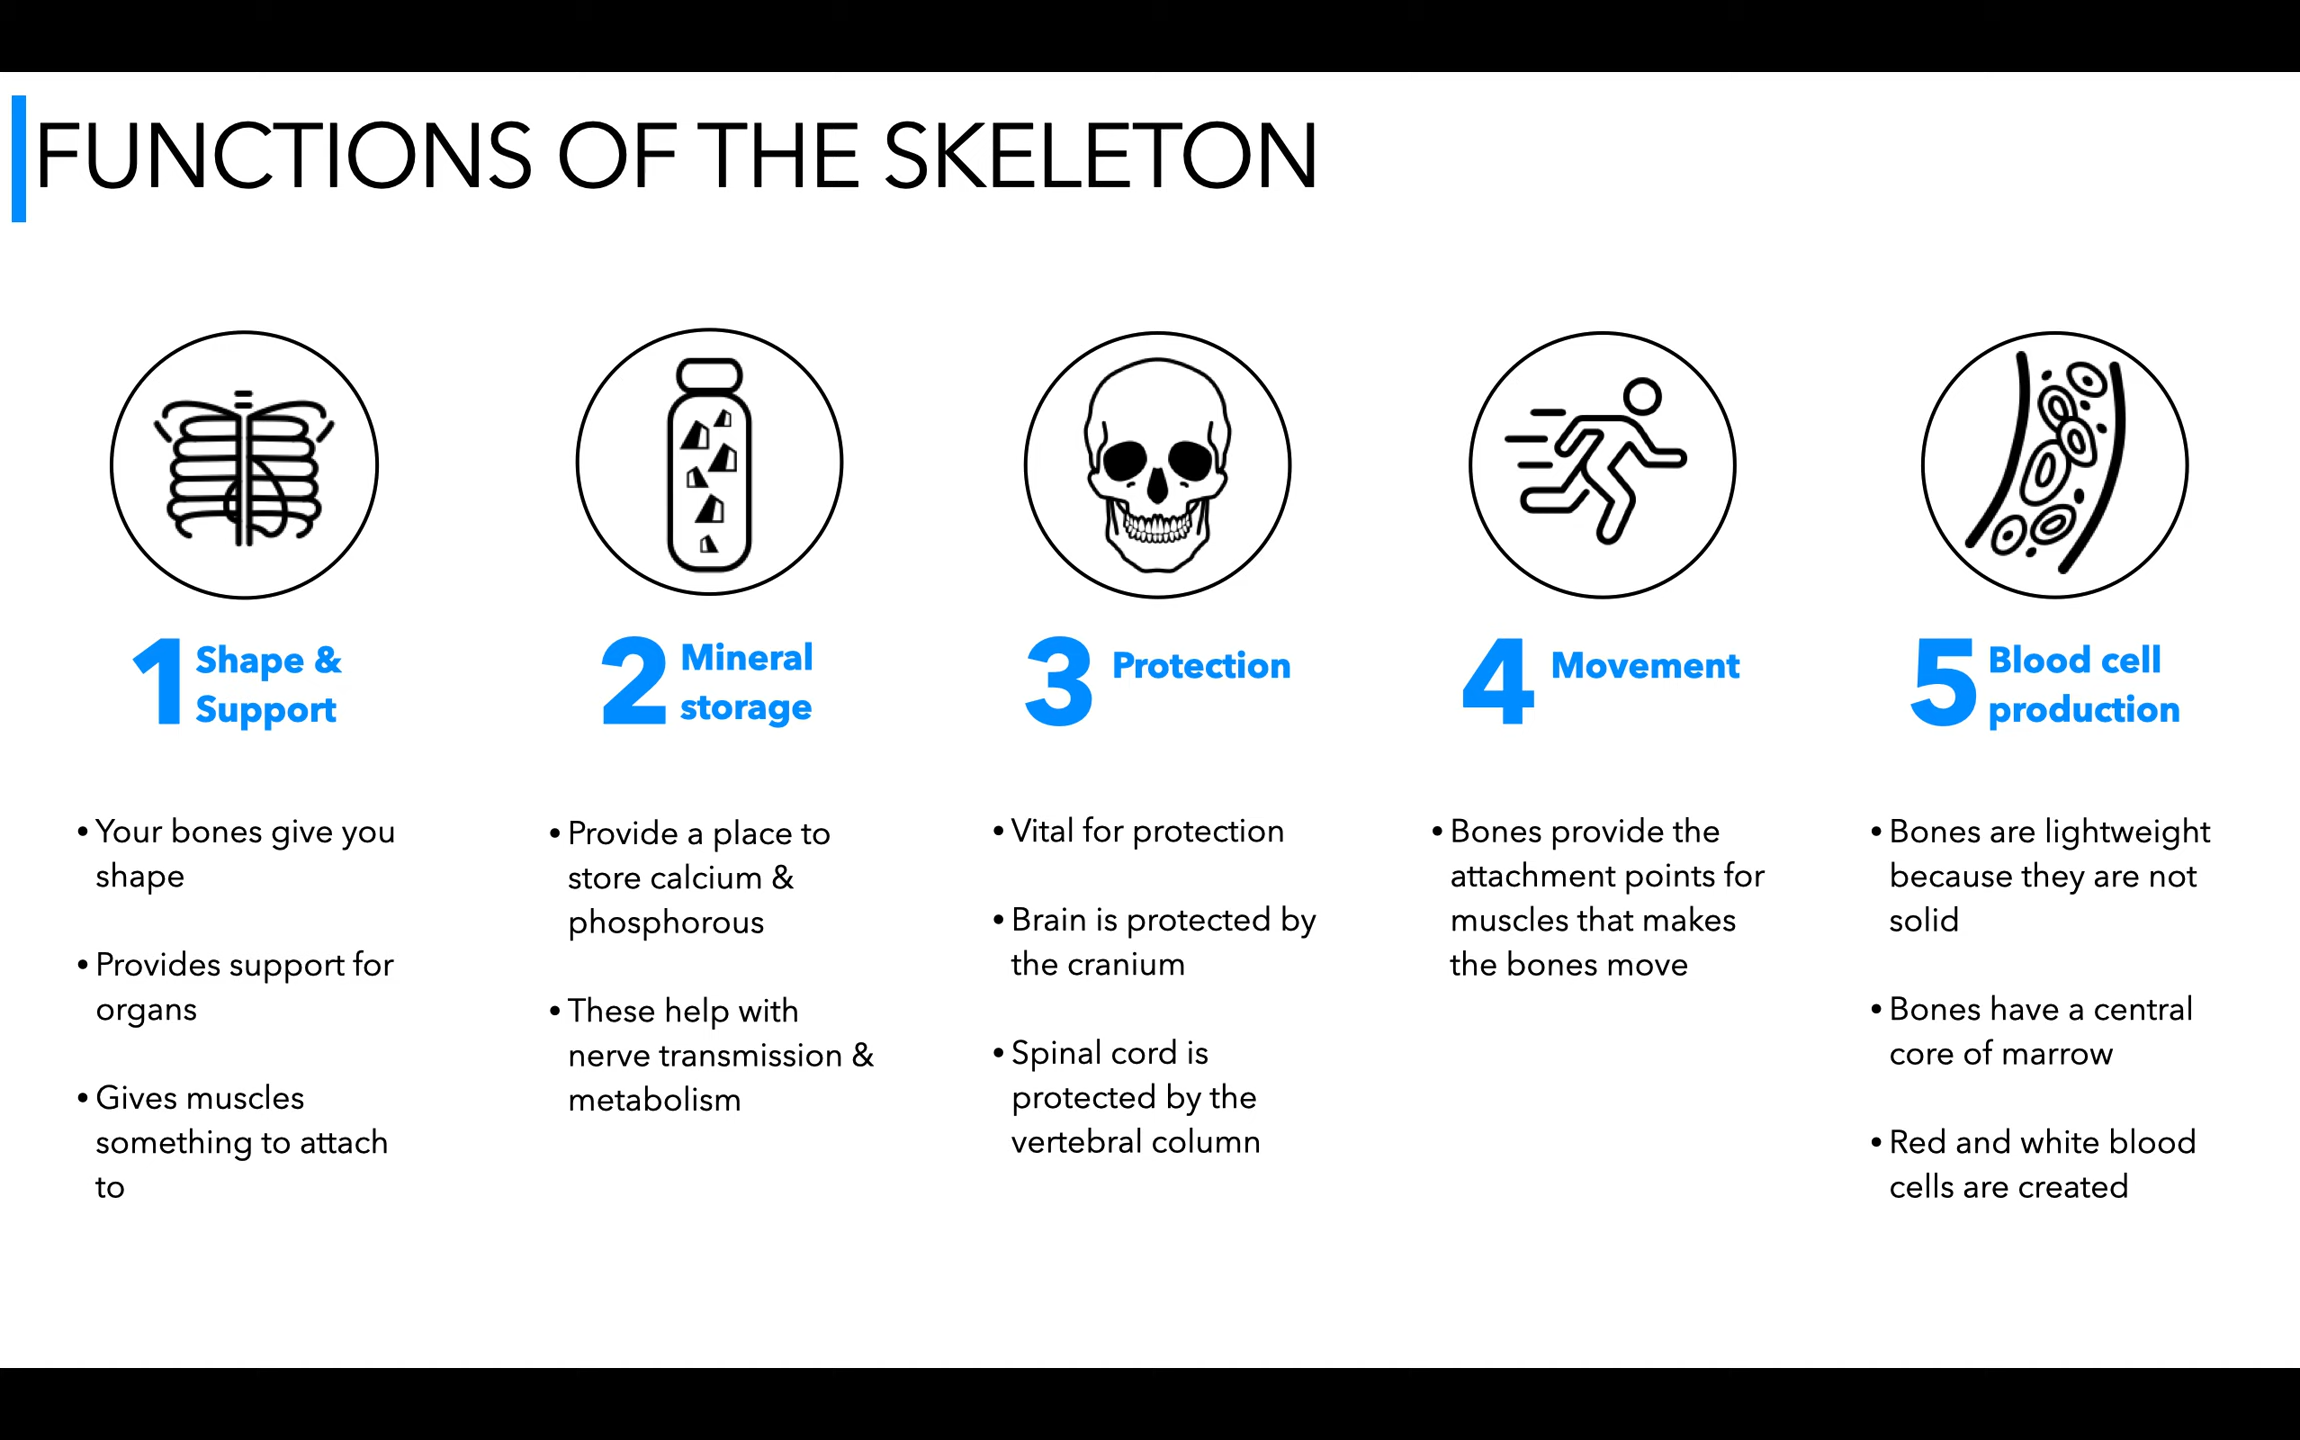 FUNCTIONS OF THE SKELETON
1 Shape &
Support
• Your bones give you
shape
• Provides support for
organs
• Gives muscles
something to attach
to
2 Mineral
storage
• Provide a place to
store calcium &
phosphorous
• These help with
nerve transmission &
metabolism
3 Protection
• Vital for protection
• Brain is protected by
the cranium
• Spinal cord is
protected by the
vertebral column
4 Movement
• Bones provide the
attachment points for
muscles that makes
the bones move
5 Blood cell
production
• Bones are lightweight
because they are not
solid
• Bones have a central
core of marrow
• Red and white blood
cells are created